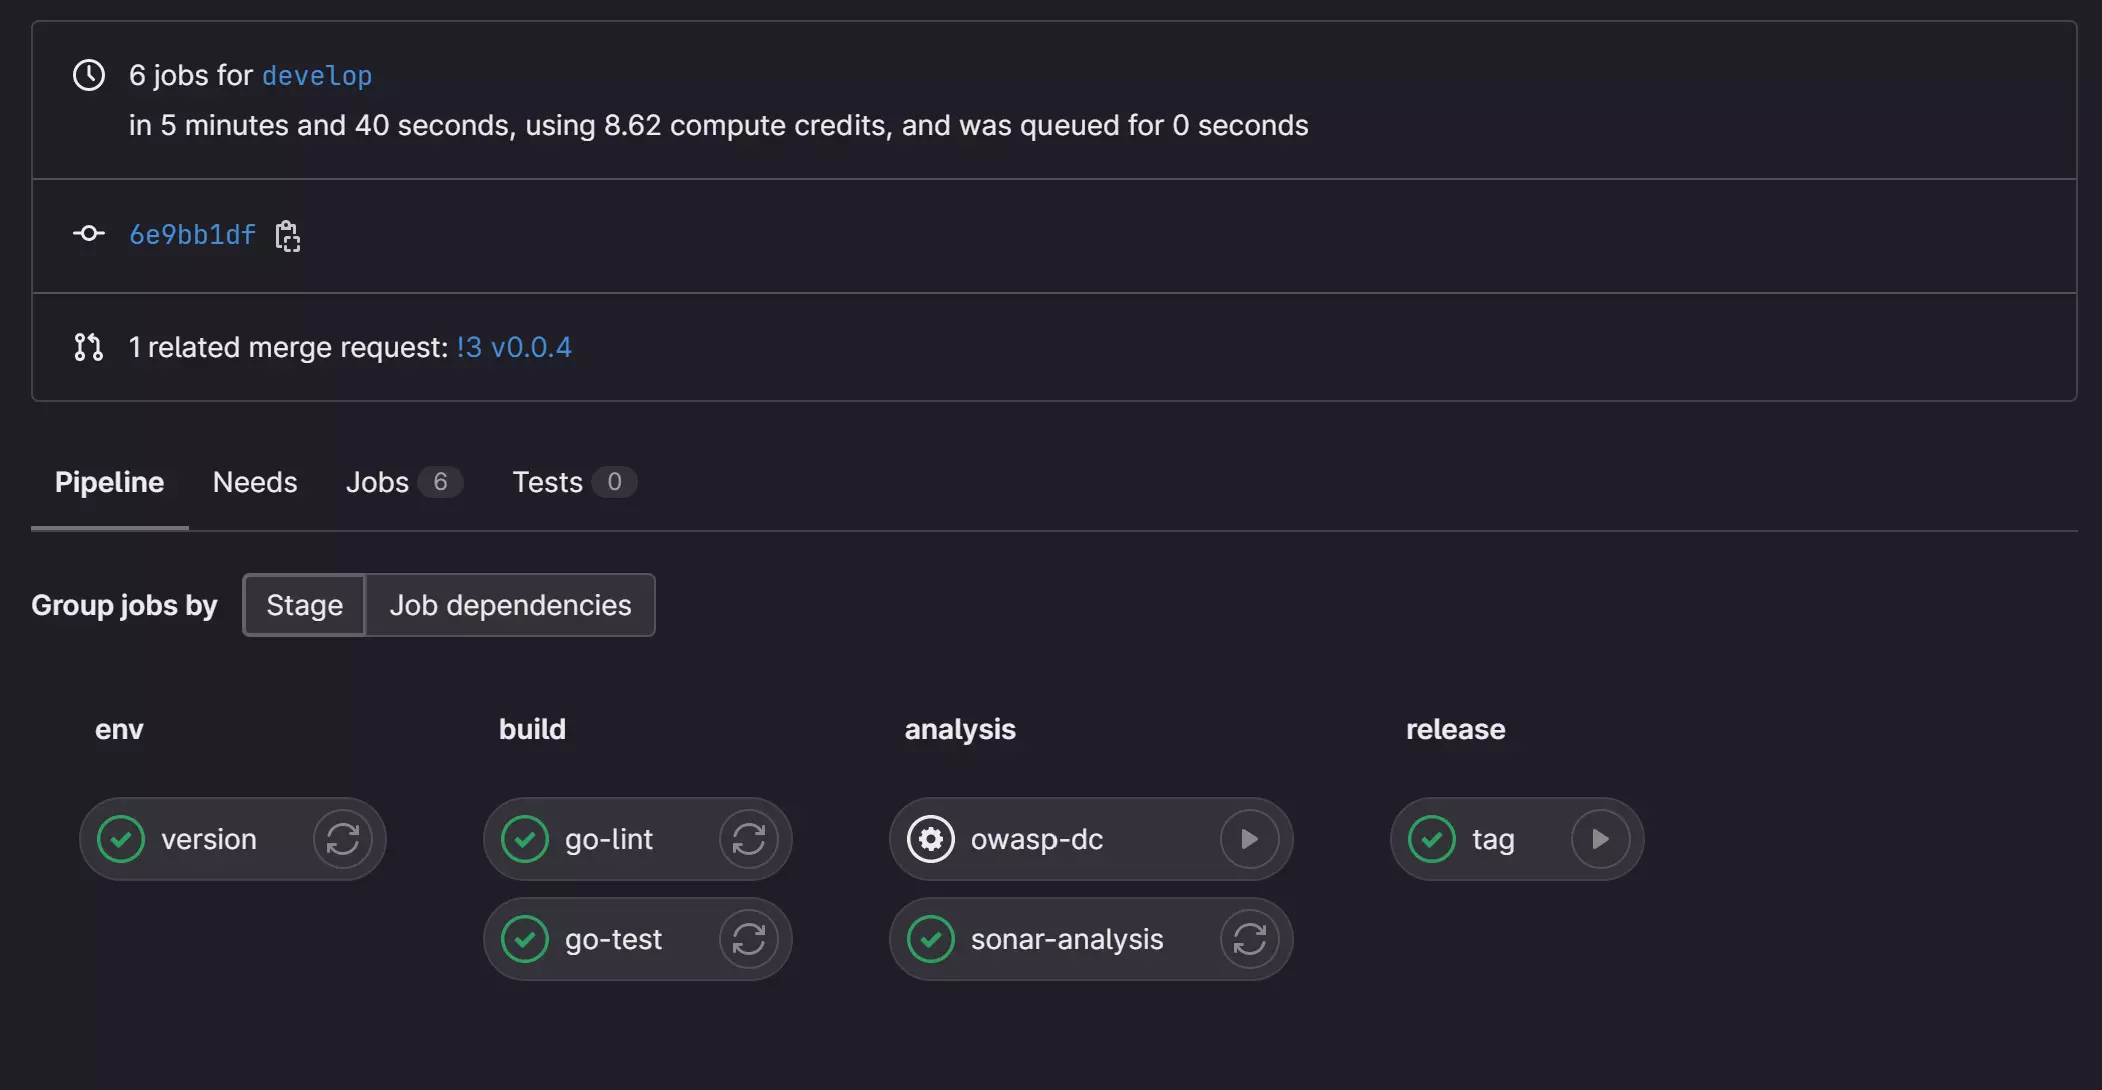 6 jobs for develop
in 5 minutes and 40 seconds, using 8.62 compute credits, and was queued for 0 seconds
6e9bb1df
1 related merge request: !3 v0.0.4
Pipeline Needs Jobs 6 Tests 0
Group jobs by Stage Job dependencies
env build analysis release
version go-lint owasp-dc tag
go-test sonar-analysis